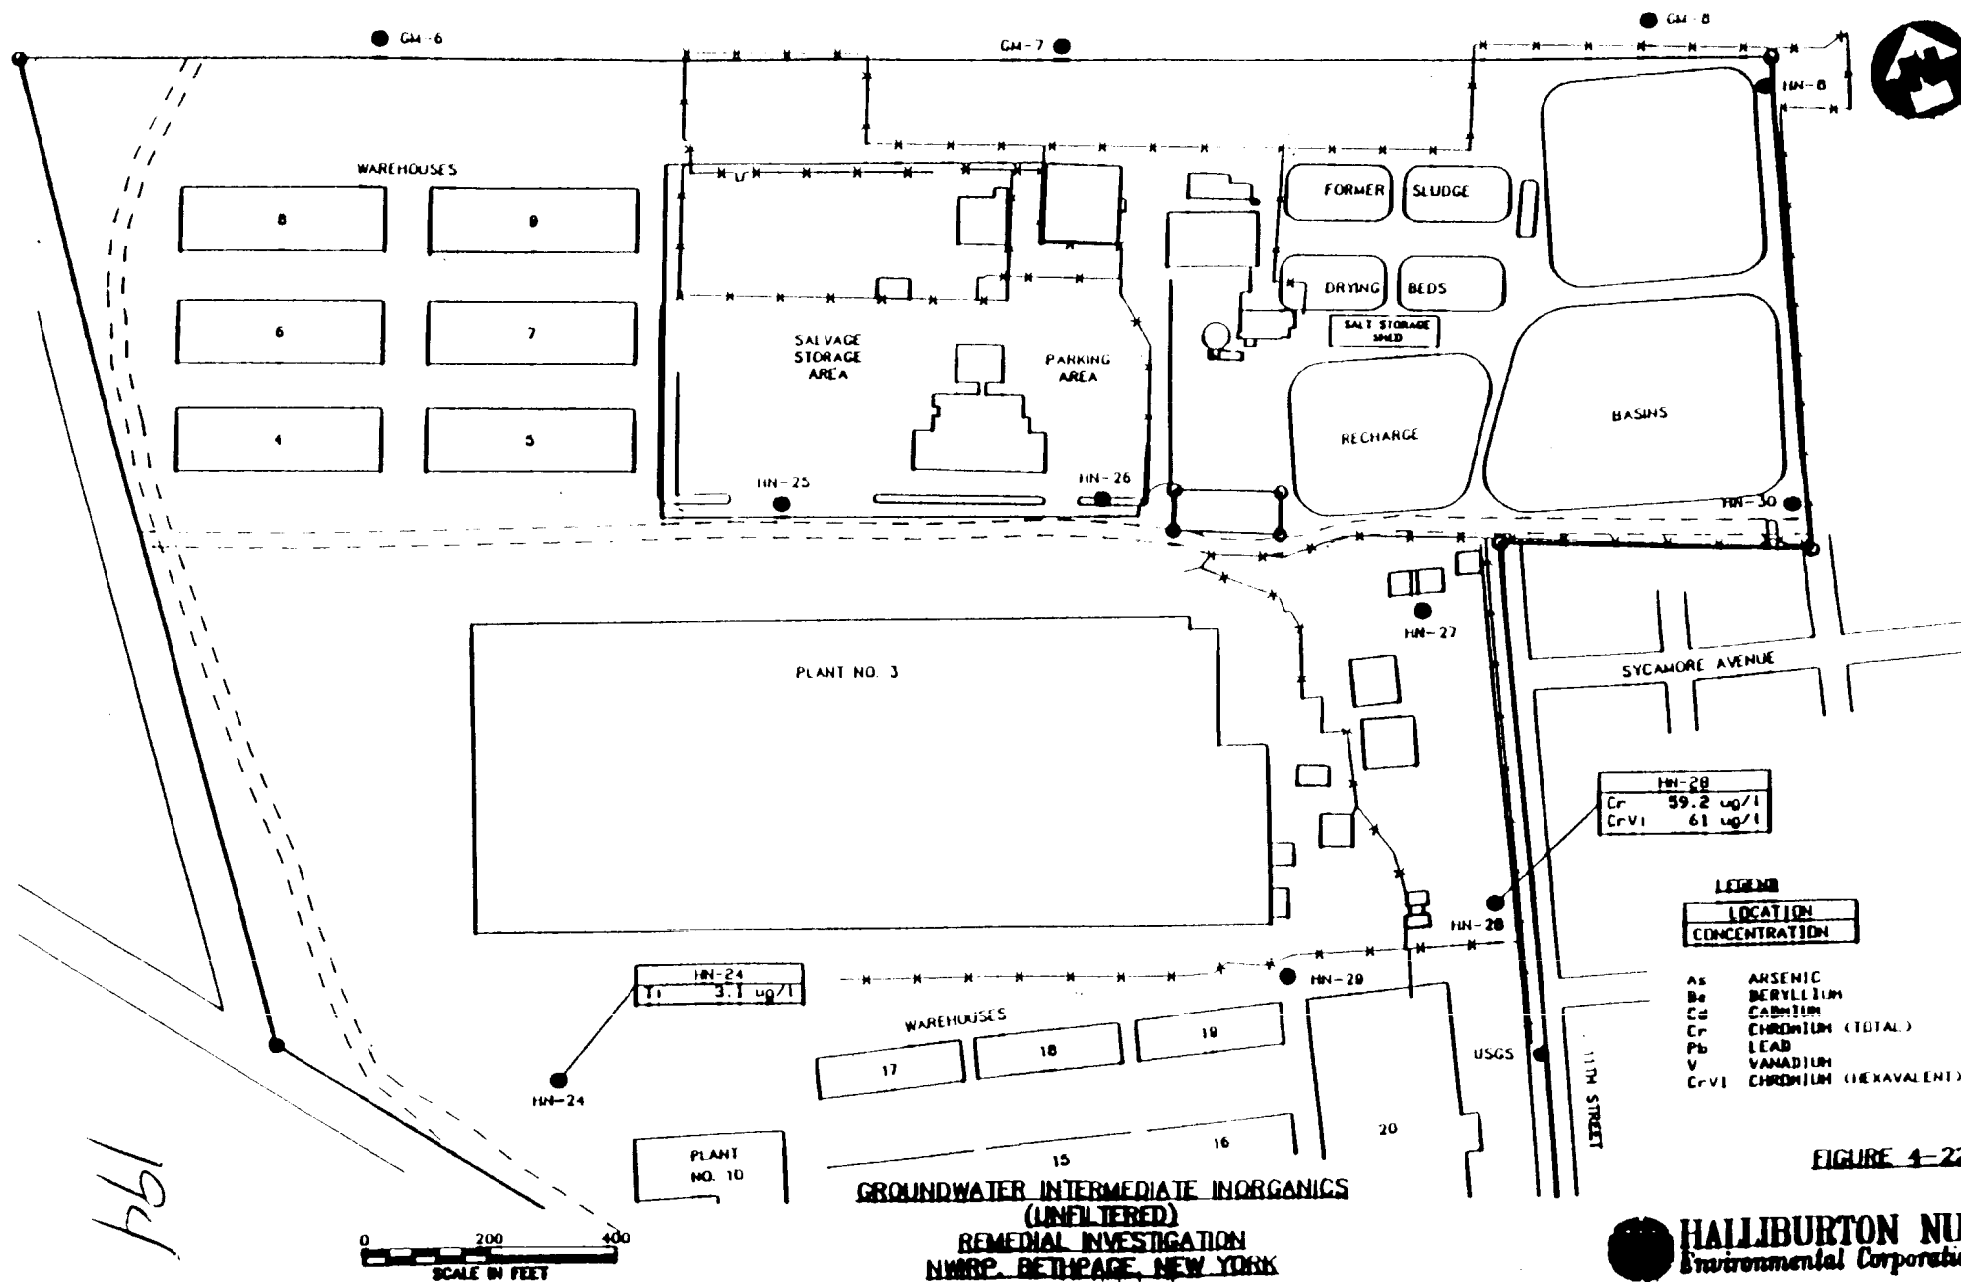 GM-6
GM-7
GM-8
HN-8
WAREHOUSES
8
9
FORMER SLUDGE
DRYING BEDS
6
7
SALT STORAGE
SHED
SALVAGE
STORAGE
AREA
PARKING
AREA
4
5
RECHARGE
BASINS
HN-25
HN-26
HN-30
HN-27
SYCAMORE AVENUE
PLANT NO. 3
HN-28
Cr 59.2 ug/l
CrVI 61 ug/l
HN-28
LEGEND
LOCATION
CONCENTRATION
HN-24
3.1 ug/l
HN-29
As ARSENIC
Be BERYLLIUM
Cd CADMIUM
Cr CHROMIUM (TOTAL)
Pb LEAD
V VANADIUM
CrVI CHROMIUM (HEXAVALENT)
WAREHOUSES
17
18
19
USGS
11TH STREET
HN-24
PLANT
NO. 10
15
16
20
FIGURE 4-22
194
GROUNDWATER INTERMEDIATE INORGANICS
(UNFILTERED)
REMEDIAL INVESTIGATION
NWIRP, BETHPAGE, NEW YORK
0 200 400
SCALE IN FEET
HALLIBURTON NU
Environmental Corporati